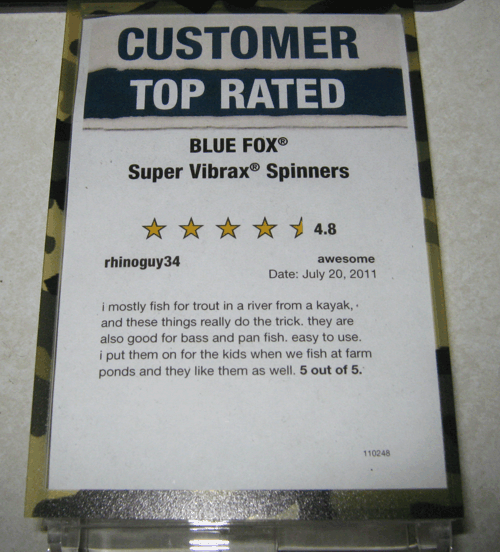 CUSTOMER
TOP RATED
BLUE FOX®
Super Vibrax® Spinners
4.8
rhinoguy34 awesome
Date: July 20, 2011
i mostly fish for trout in a river from a kayak,
and these things really do the trick. they are
also good for bass and pan fish. easy to use.
i put them on for the kids when we fish at farm
ponds and they like them as well. 5 out of 5.
110248